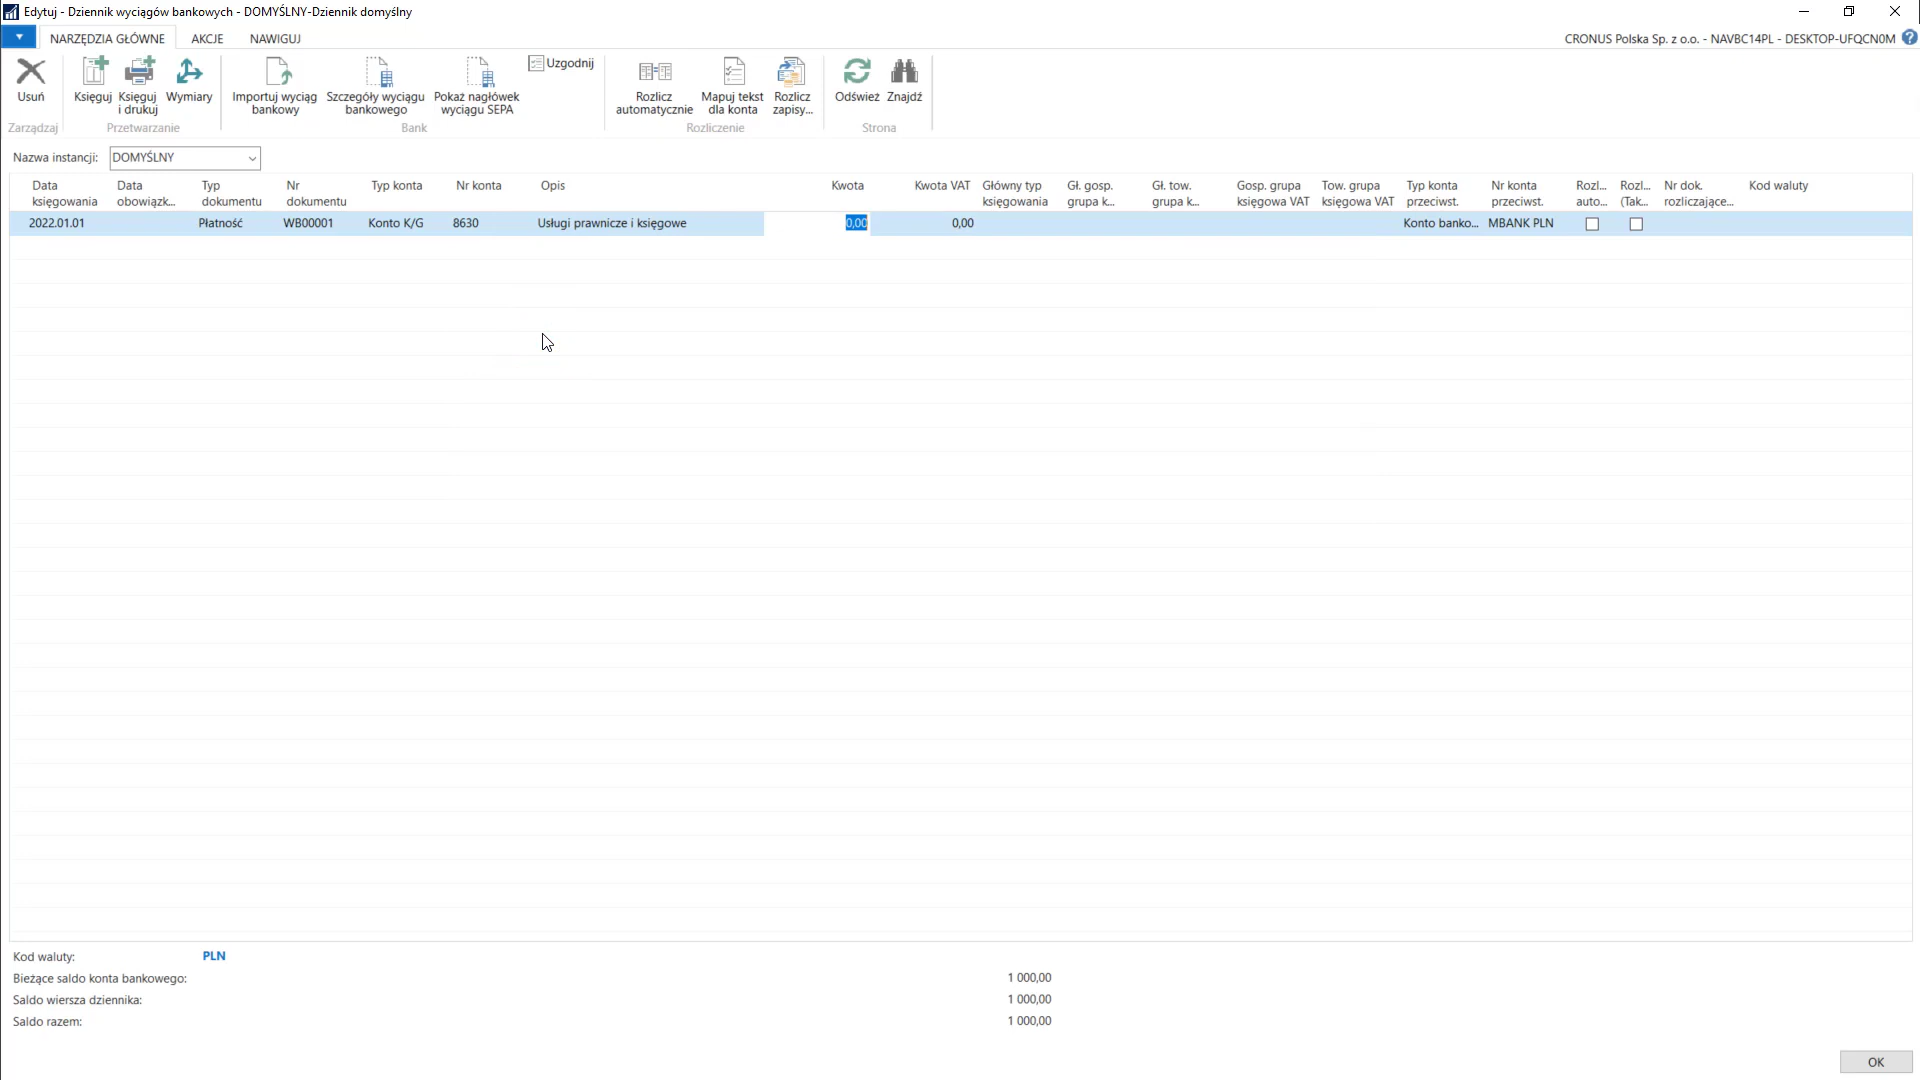 Edytuj - Dziennik wyciągów bankowych - DOMYŚLNY-Dziennik domyślny
NARZĘDZIA GŁÓWNE AKCJE NAWIGUJ
CRONUS Polska Sp. z o.o. - NAVBC14PL - DESKTOP-UFQCN0M
Usuń
Zarządzaj
Księguj
Księguj
i drukuj
Wymiary
Przetwarzanie
Importuj wyciąg
bankowy
Szczegóły wyciągu
bankowego
Pokaż nagłówek
wyciągu SEPA
Uzgodnij
Bank
Rozlicz
automatycznie
Mapuj tekst
dla konta
Rozlicz
zapisy...
Rozliczenie
Odśwież
Znajdź
Strona
Nazwa instancji: DOMYŚLNY
Data
księgowania
Data
obowiązk...
Typ
dokumentu
Nr
dokumentu
Typ konta
Nr konta
Opis
Kwota
Kwota VAT
Główny typ
księgowania
Gł. gosp.
grupa k...
Gł. tow.
grupa k...
Gosp. grupa
księgowa VAT
Tow. grupa
księgowa VAT
Typ konta
przeciwst.
Nr konta
przeciwst.
Rozl...
auto...
Rozl...
(Tak...
Nr dok.
rozliczające...
Kod waluty
2022.01.01 Płatność WB00001 Konto K/G 8630 Usługi prawnicze i księgowe 0,00 0,00 Konto banko... MBANK PLN
Kod waluty: PLN
Bieżące saldo konta bankowego: 1 000,00
Saldo wiersza dziennika: 1 000,00
Saldo razem: 1 000,00
OK